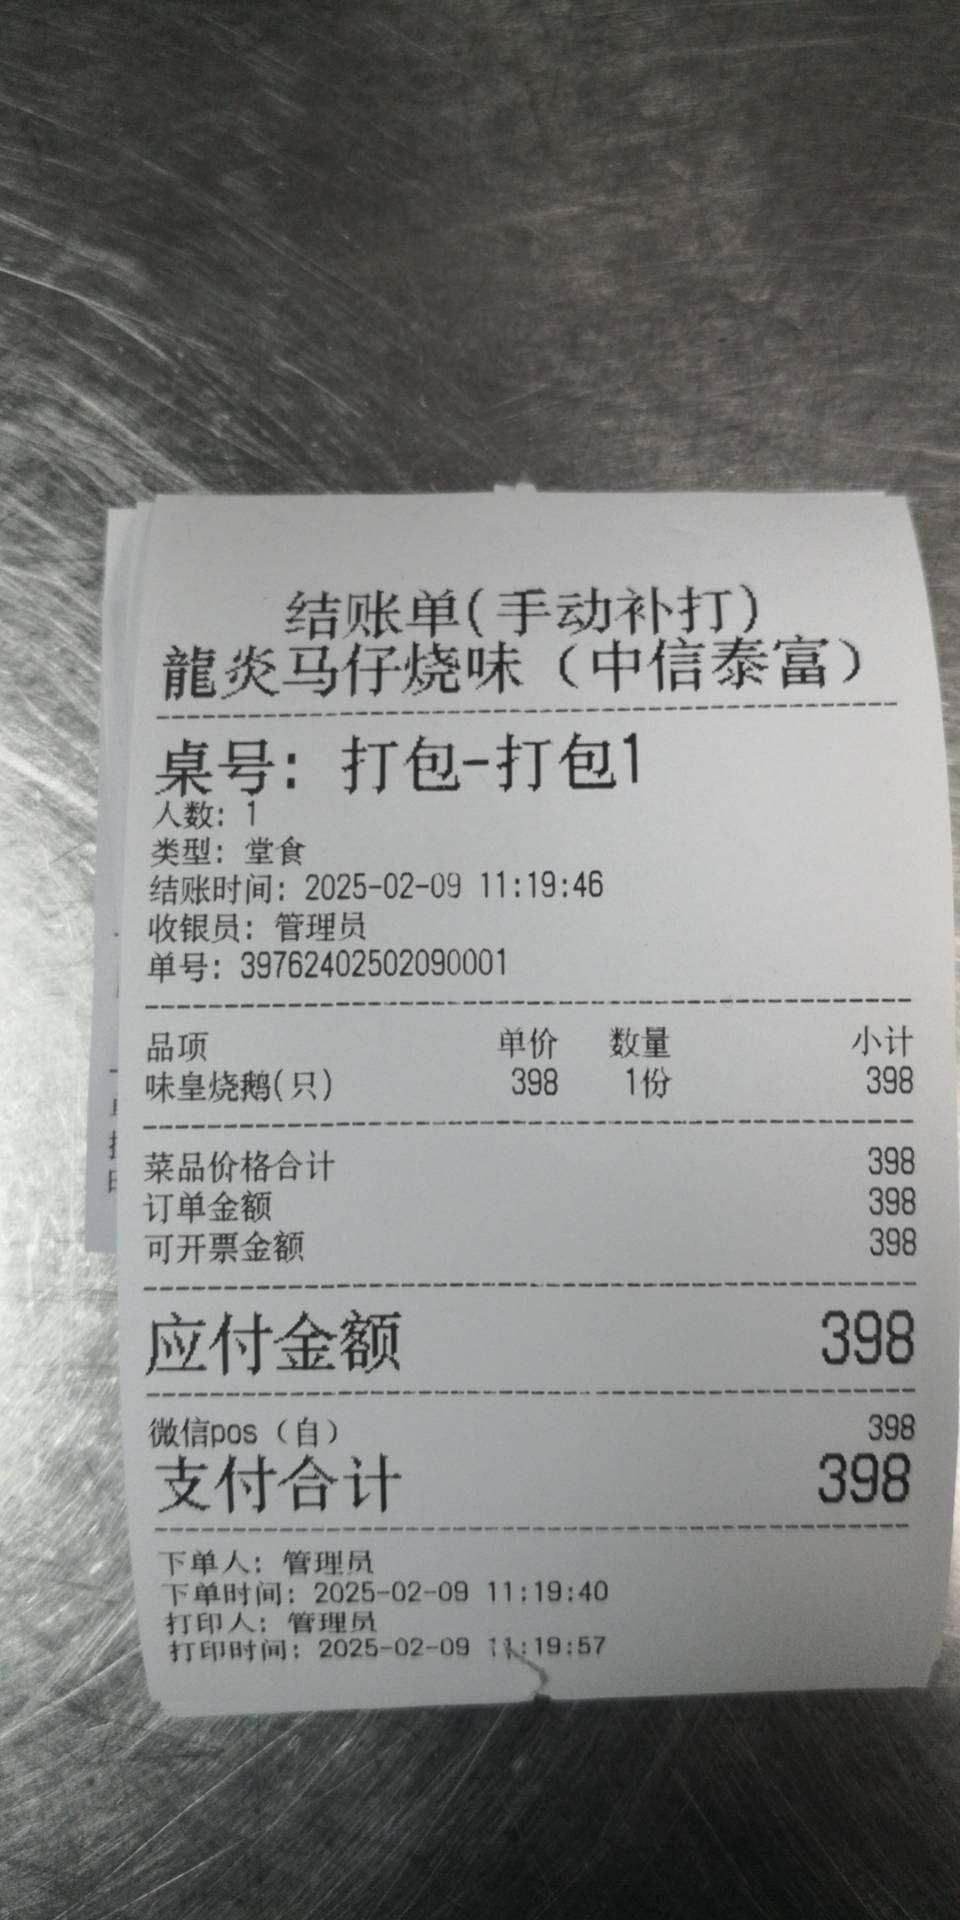 结账单(手动补打)
龍炎马仔烧味（中信泰富）
桌号: 打包-打包1
人数: 1
类型: 堂食
结账时间: 2025-02-09 11:19:46
收银员: 管理员
单号: 39762402502090001
品项 单价 数量 小计
味皇烧鹅(只) 398 1份 398
菜品价格合计 398
订单金额 398
可开票金额 398
应付金额 398
微信pos（自） 398
支付合计 398
下单人: 管理员
下单时间: 2025-02-09 11:19:40
打印人: 管理员
打印时间: 2025-02-09 11:19:57